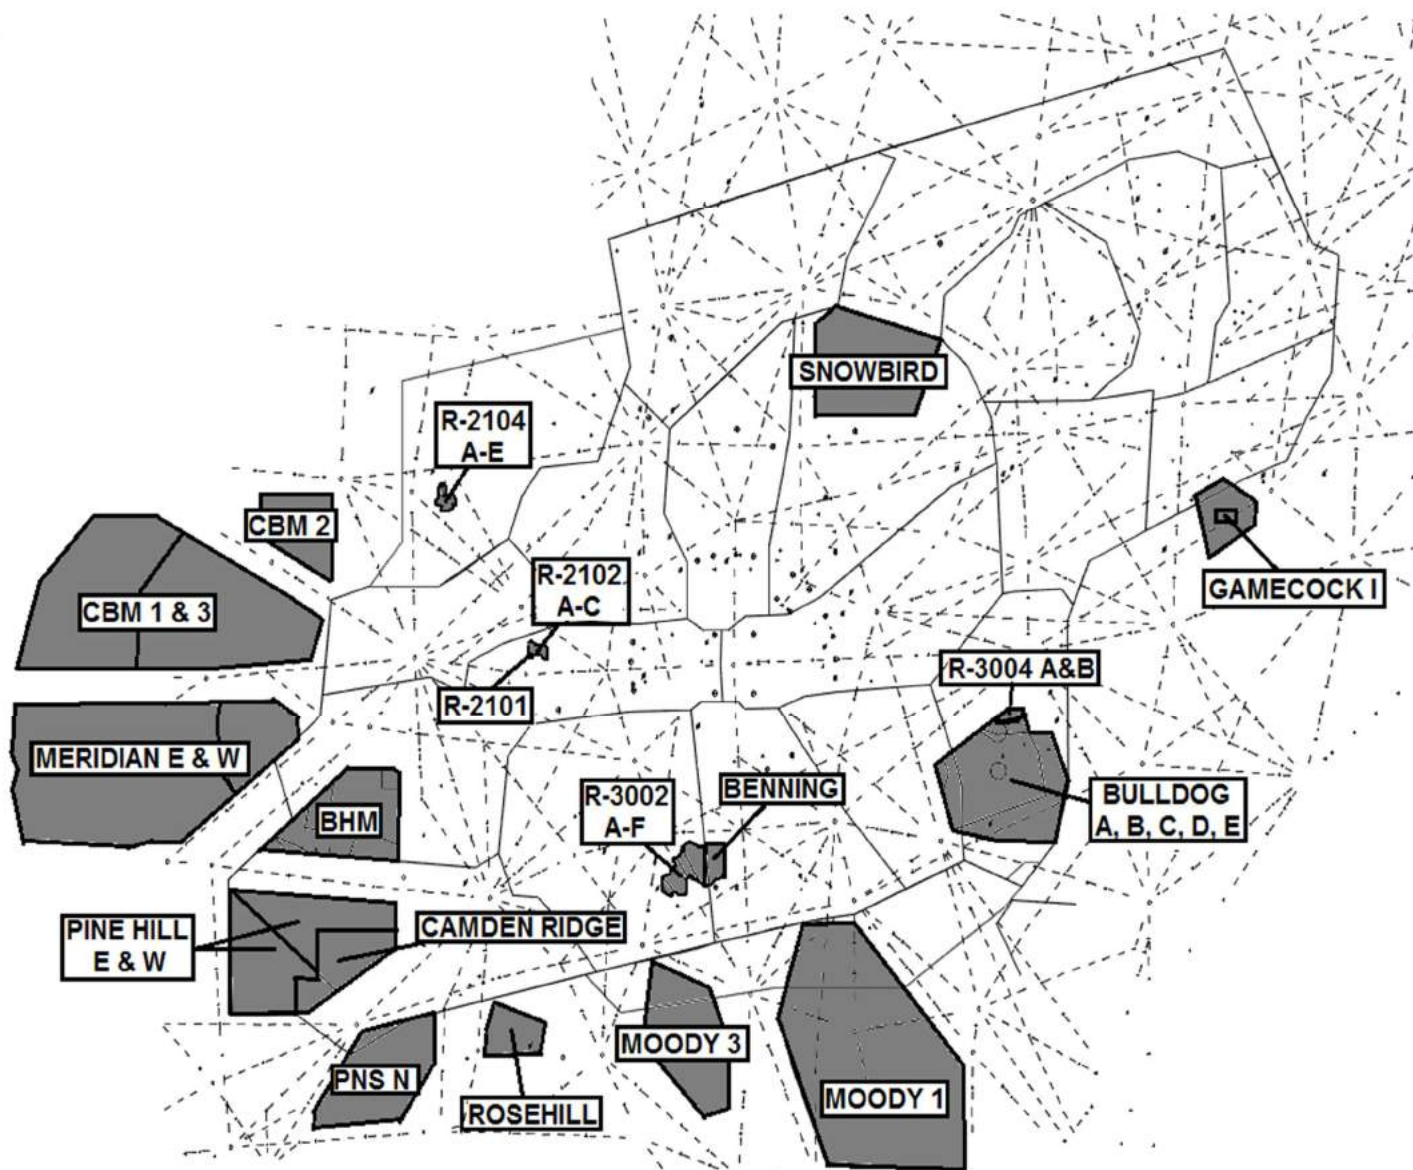 SNOWBIRD
R-2104
A-E
CBM 2
CBM 1 & 3
R-2102
A-C
GAMECOCK I
R-2101
R-3004 A&B
MERIDIAN E & W
BHM
R-3002
A-F
BENNING
BULLDOG
A, B, C, D, E
PINE HILL
E & W
CAMDEN RIDGE
MOODY 3
PNS N
ROSEHILL
MOODY 1